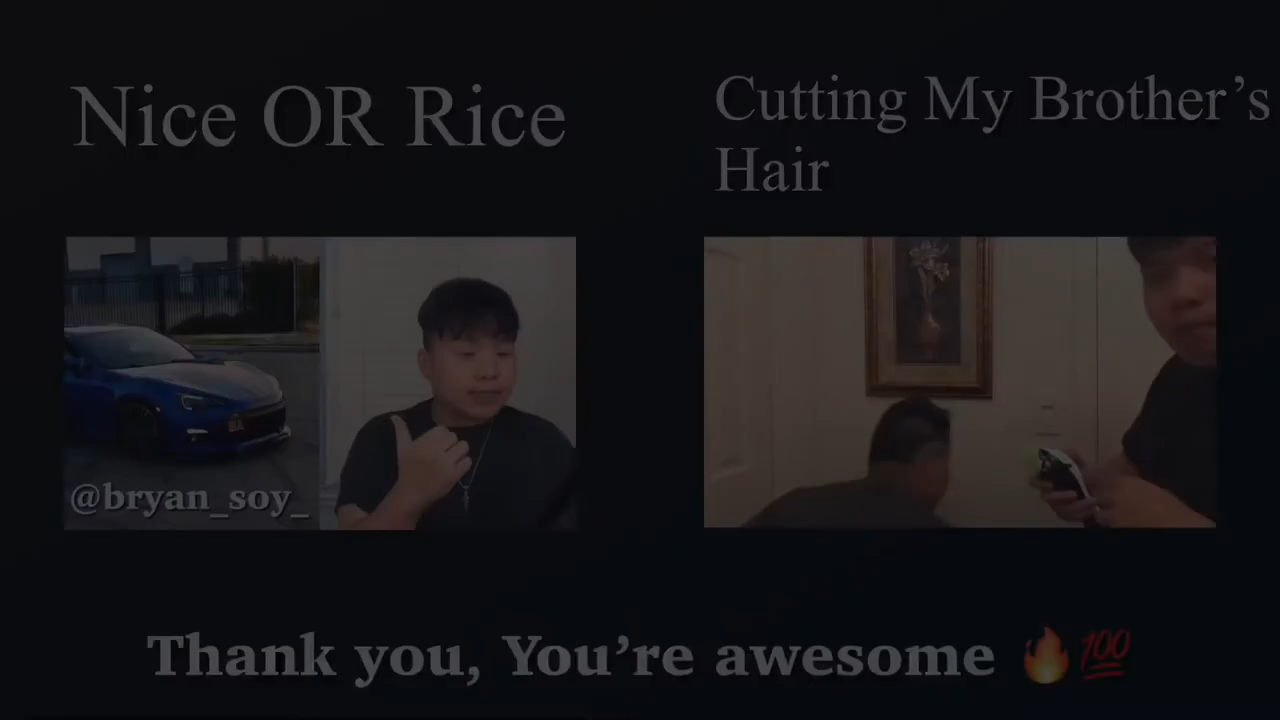 Nice OR Rice
Cutting My Brother’s
Hair
@bryan_soy_
Thank you, You’re awesome 🔥💯